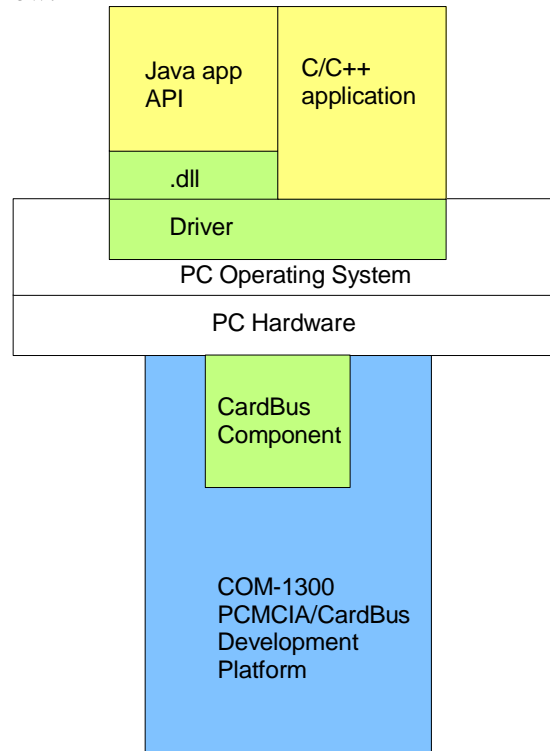 Java app
API
C/C++
application
.dll
Driver
PC Operating System
PC Hardware
CardBus
Component
COM-1300
PCMCIA/CardBus
Development
Platform